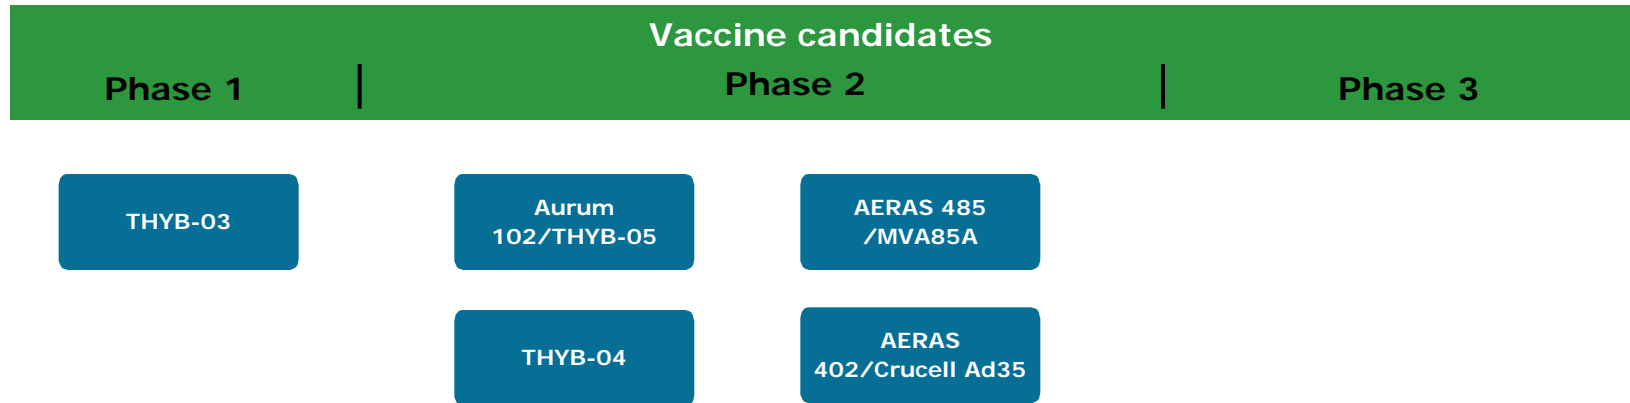 Vaccine candidates
Phase 1 | Phase 2 | Phase 3
THYB-03
Aurum
102/THYB-05
AERAS 485
/MVA85A
THYB-04
AERAS
402/Crucell Ad35